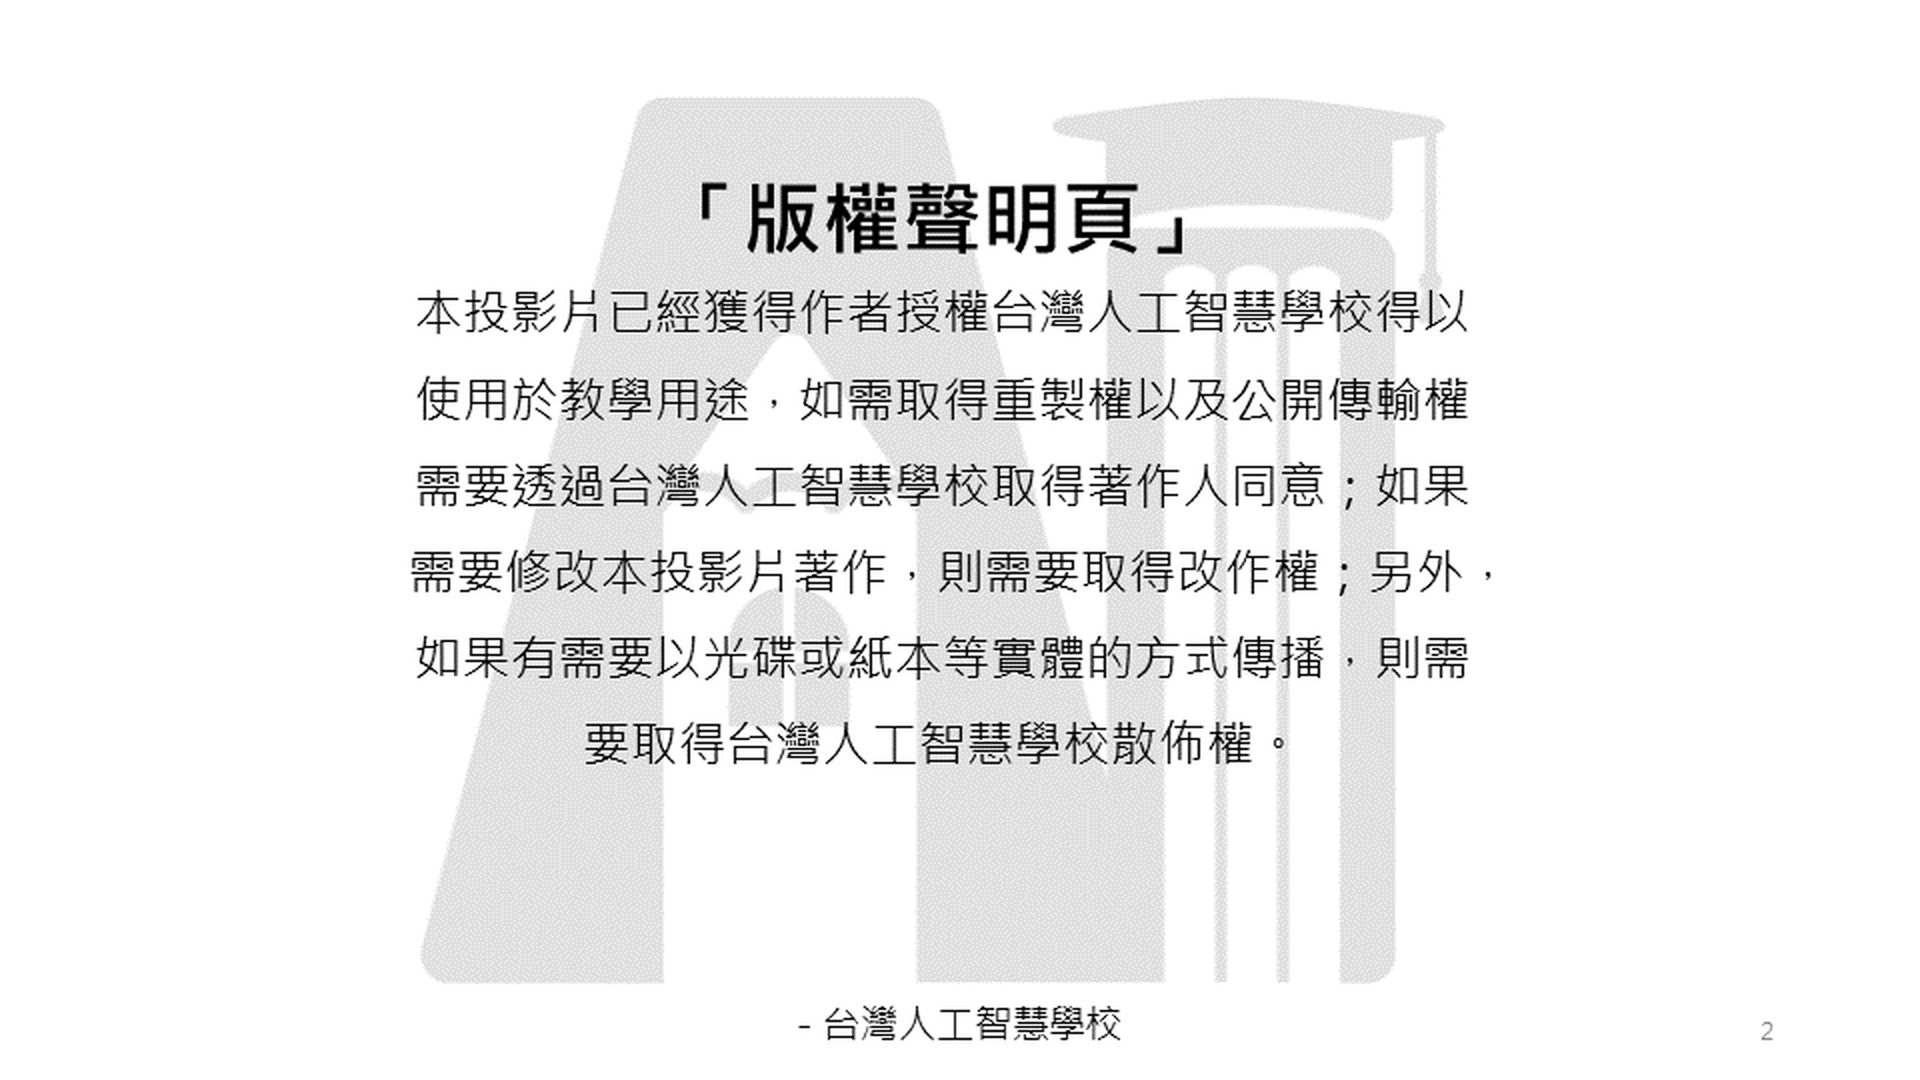 「版權聲明頁」
本投影片已經獲得作者授權台灣人工智慧學校得以
使用於教學用途，如需取得重製權以及公開傳輸權
需要透過台灣人工智慧學校取得著作人同意；如果
需要修改本投影片著作，則需要取得改作權；另外，
如果有需要以光碟或紙本等實體的方式傳播，則需
要取得台灣人工智慧學校散佈權。
- 台灣人工智慧學校
2